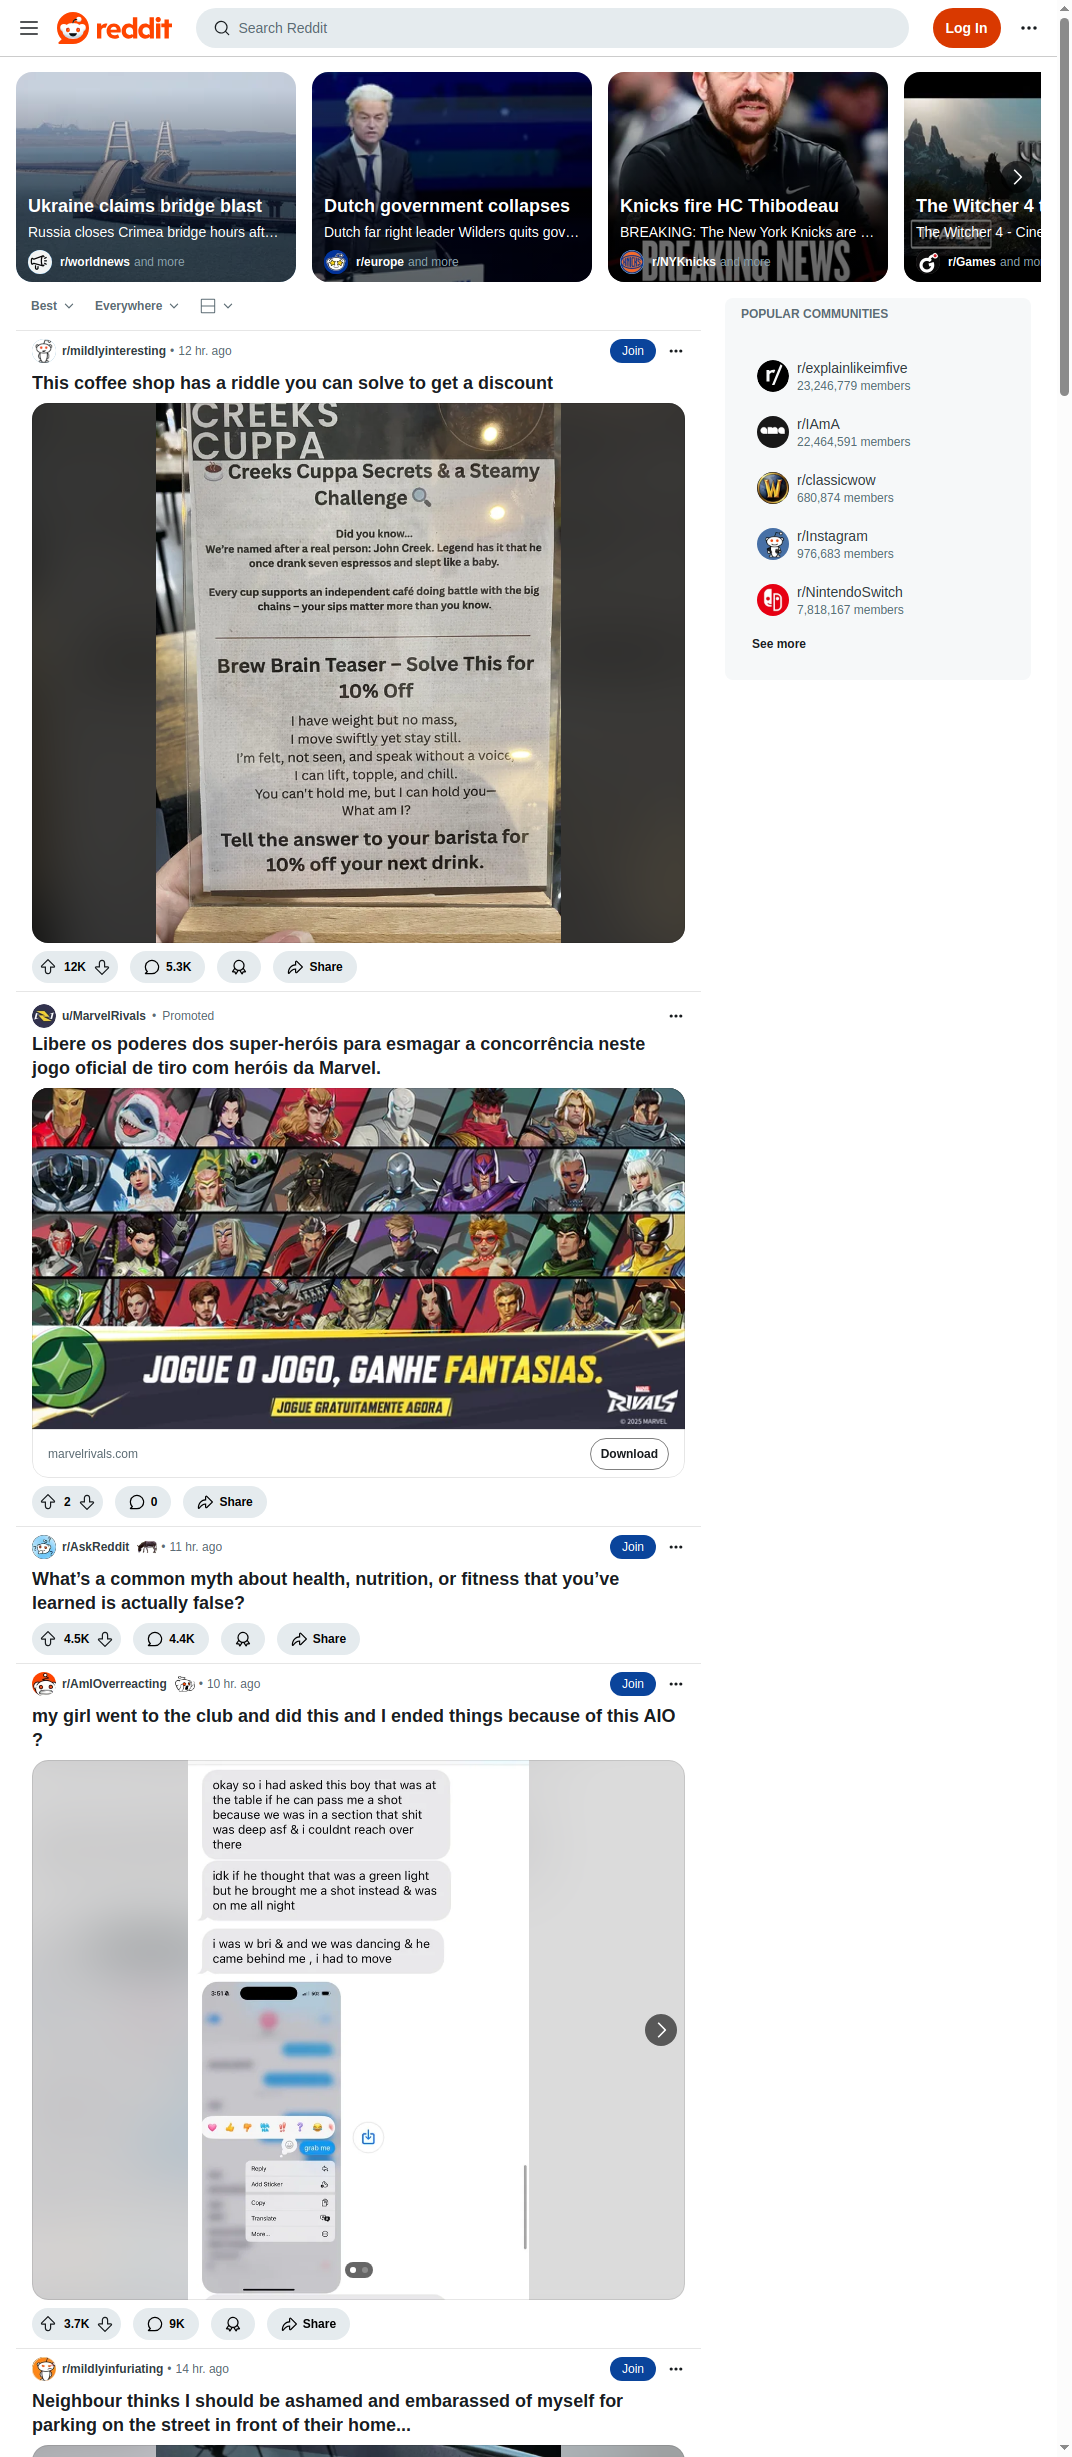 reddit
Search Reddit
Log In
Ukraine claims bridge blast
Russia closes Crimea bridge hours aft...
r/worldnews and more
Dutch government collapses
Dutch far right leader Wilders quits gov...
r/europe and more
Knicks fire HC Thibodeau
BREAKING: The New York Knicks are ...
BREAKING NEWS
r/NYKnicks and more
The Witcher 4
The Witcher 4 - Cine
r/Games and mo
Best
Everywhere
POPULAR COMMUNITIES
r/explainlikeimfive
23,246,779 members
r/IAmA
22,464,591 members
r/classicwow
680,874 members
r/Instagram
976,683 members
r/NintendoSwitch
7,818,167 members
See more
r/mildlyinteresting • 12 hr. ago
Join
This coffee shop has a riddle you can solve to get a discount
CREEKS
CUPPA
Creeks Cuppa Secrets & a Steamy
Challenge
Did you know...
We're named after a real person: John Creek. Legend has it that he
once drank seven espressos and slept like a baby.
Every cup supports an independent café doing battle with the big
chains – your sips matter more than you know.
Brew Brain Teaser – Solve This for
10% Off
I have weight but no mass,
I move swiftly yet stay still.
I'm felt, not seen, and speak without a voice,
I can lift, topple, and chill.
You can't hold me, but I can hold you—
What am I?
Tell the answer to your barista for
10% off your next drink.
12K
5.3K
Share
u/MarvelRivals • Promoted
Libere os poderes dos super-heróis para esmagar a concorrência neste
jogo oficial de tiro com heróis da Marvel.
JOGUE O JOGO, GANHE FANTASIAS.
JOGUE GRATUITAMENTE AGORA
MARVEL
RIVALS
© 2025 MARVEL
marvelrivals.com
Download
2
0
Share
r/AskReddit • 11 hr. ago
Join
What's a common myth about health, nutrition, or fitness that you've
learned is actually false?
4.5K
4.4K
Share
r/AmIOverreacting • 10 hr. ago
Join
my girl went to the club and did this and I ended things because of this AIO
?
okay so i had asked this boy that was at
the table if he can pass me a shot
because we was in a section that shit
was deep asf & i couldnt reach over
there
idk if he thought that was a green light
but he brought me a shot instead & was
on me all night
i was w bri & and we was dancing & he
came behind me , i had to move
3:51
grab me
Reply
Add Sticker
Copy
Translate
More...
3.7K
9K
Share
r/mildlyinfuriating • 14 hr. ago
Join
Neighbour thinks I should be ashamed and embarassed of myself for
parking on the street in front of their home...